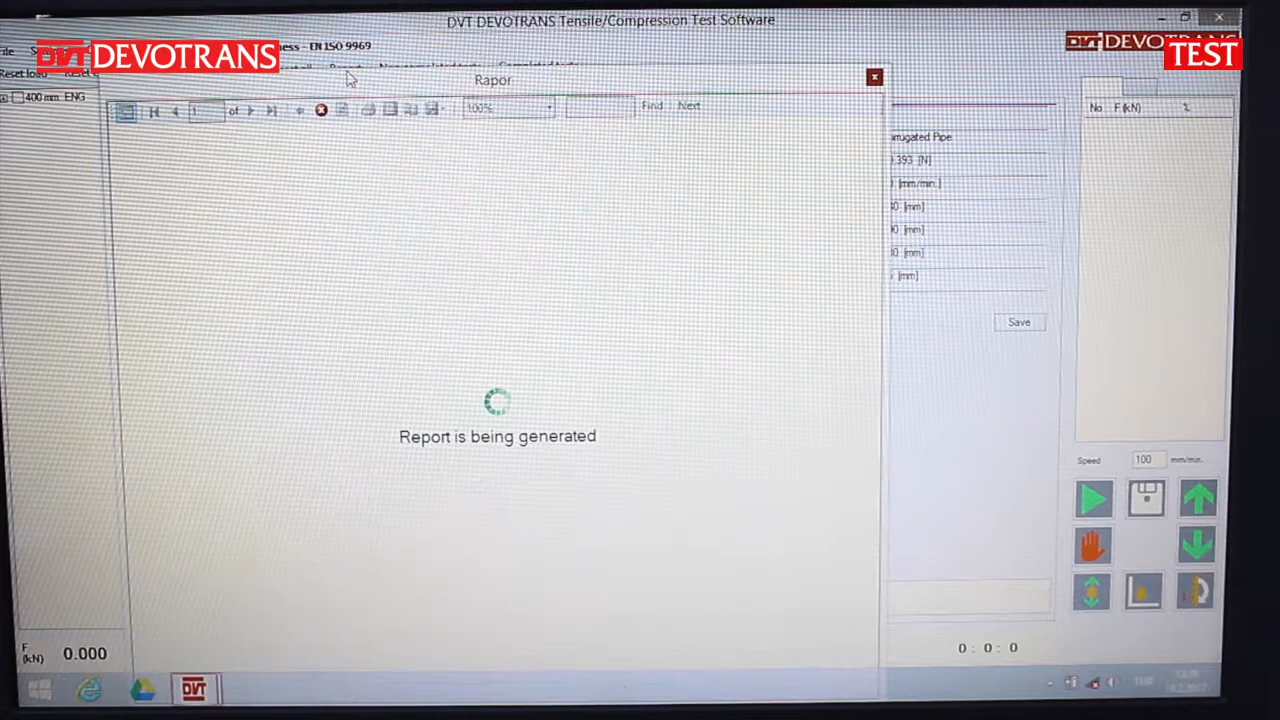 DVT DEVOTRANS Tensile/Compression Test Software
EN ISO 9969
DVT DEVOTRANS
DVT DEVOTRANS
TEST
Reset load
Rapor
400 mm ENG
1
of
100%
Find
Next
No
F (kN)
%
[N]
[mm/min.]
[mm]
[mm]
[mm]
[mm]
Save
Report is being generated
Speed
100
mm/min.
F
(kN)
0.000
0 : 0 : 0
DVT